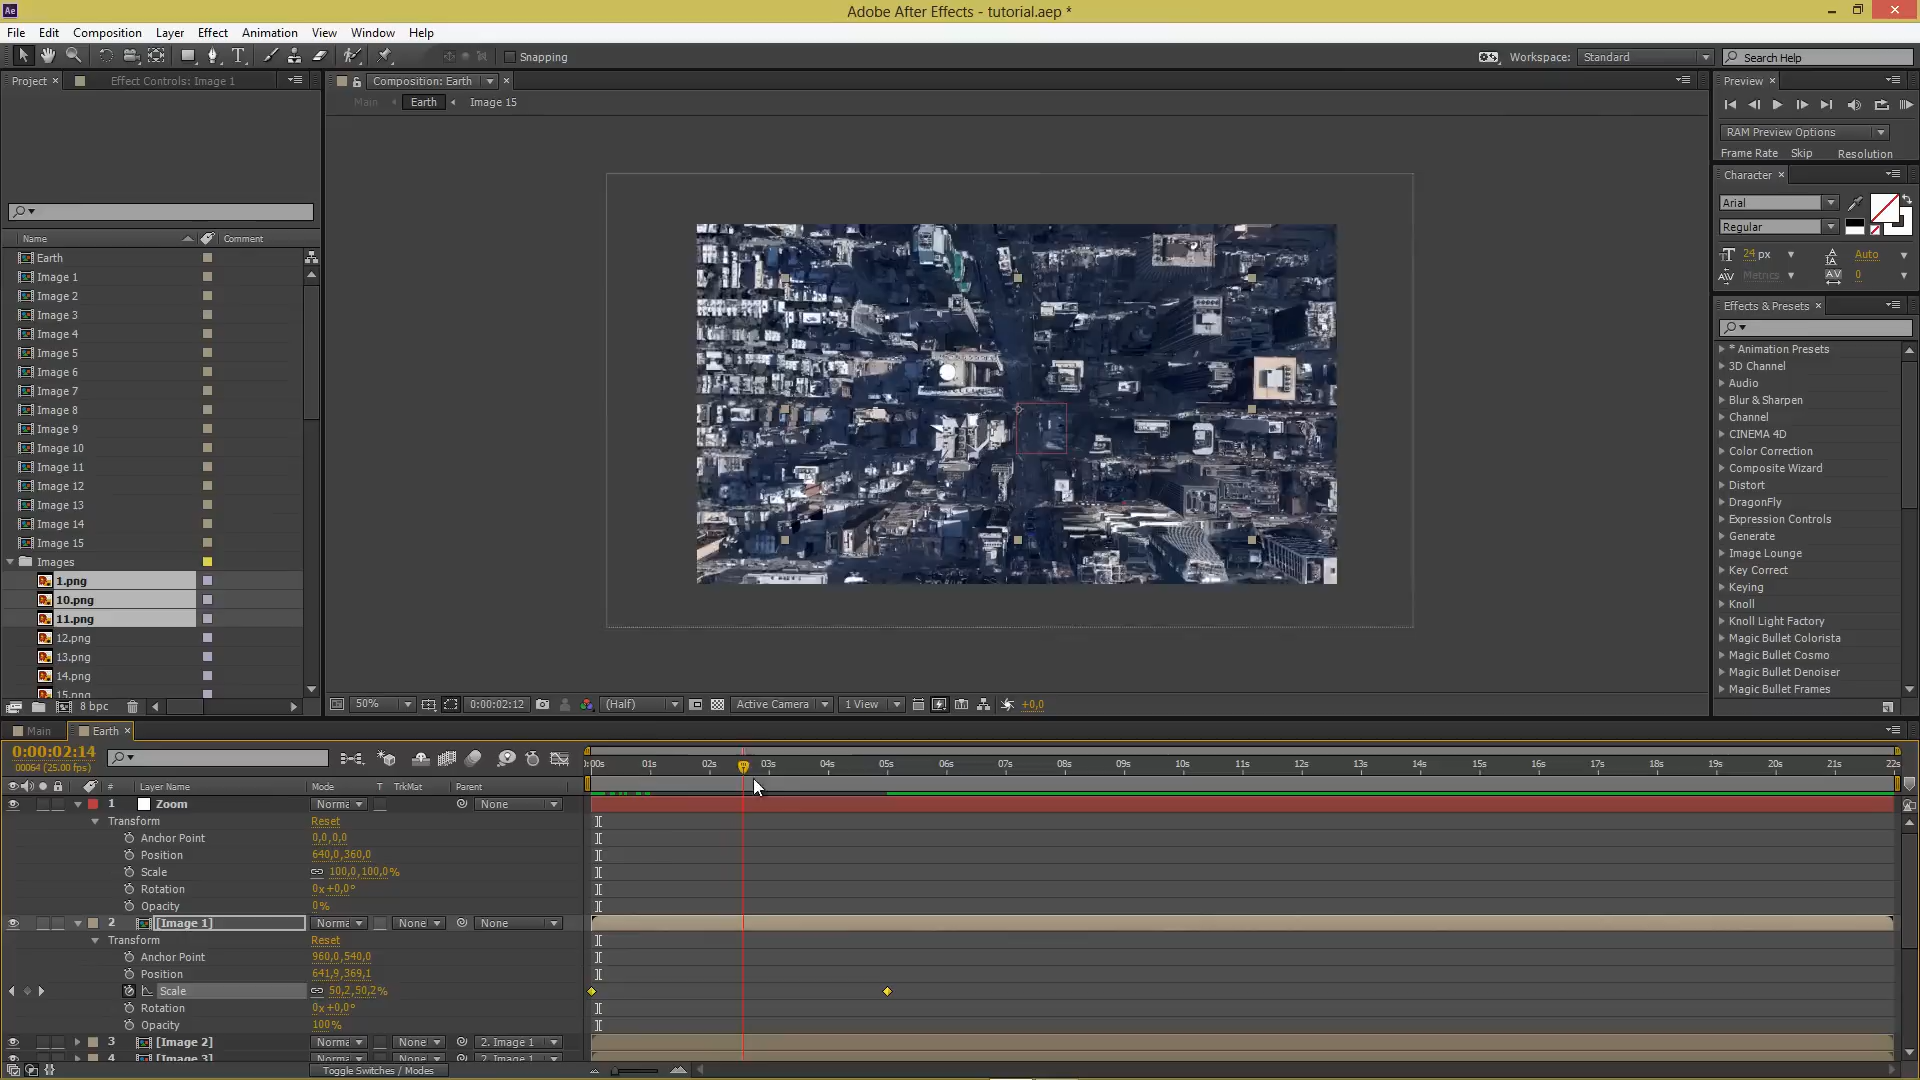 Ae
Adobe After Effects - tutorial.aep *
File Edit Composition Layer Effect Animation View Window Help
Snapping
Workspace: Standard
Search Help
Project
Effect Controls: Image 1
Composition: Earth
Main Earth Image 15
Name Comment
Earth
Image 1
Image 2
Image 3
Image 4
Image 5
Image 6
Image 7
Image 8
Image 9
Image 10
Image 11
Image 12
Image 13
Image 14
Image 15
Images
1.png
10.png
11.png
12.png
13.png
14.png
15.png
8 bpc
50%
0:00:02:12
(Half)
Active Camera
1 View
+0,0
Preview
RAM Preview Options
Frame Rate Skip Resolution
Character
Arial
Regular
24 px Auto
Metrics 0
Effects & Presets
* Animation Presets
3D Channel
Audio
Blur & Sharpen
Channel
CINEMA 4D
Color Correction
Composite Wizard
Distort
DragonFly
Expression Controls
Generate
Image Lounge
Key Correct
Keying
Knoll
Knoll Light Factory
Magic Bullet Colorista
Magic Bullet Cosmo
Magic Bullet Denoiser
Magic Bullet Frames
Main Earth
0:00:02:14
00064 (25.00 fps)
:00s 01s 02s 03s 04s 05s 06s 07s 08s 09s 10s 11s 12s 13s 14s 15s 16s 17s 18s 19s 20s 21s 22s
# Layer Name Mode T TrkMat Parent
1 Zoom Norma None
Transform Reset
Anchor Point 0,0,0,0
Position 640,0,360,0
Scale 100,0,100,0%
Rotation 0x+0,0°
Opacity 0%
2 [Image 1] Norma None None
Transform Reset
Anchor Point 960,0,540,0
Position 641,9,369,1
Scale 50,2,50,2%
Rotation 0x+0,0°
Opacity 100%
3 [Image 2] Norma None 2. Image 1
4 [Image 3] Norma None 2. Image 1
Toggle Switches / Modes